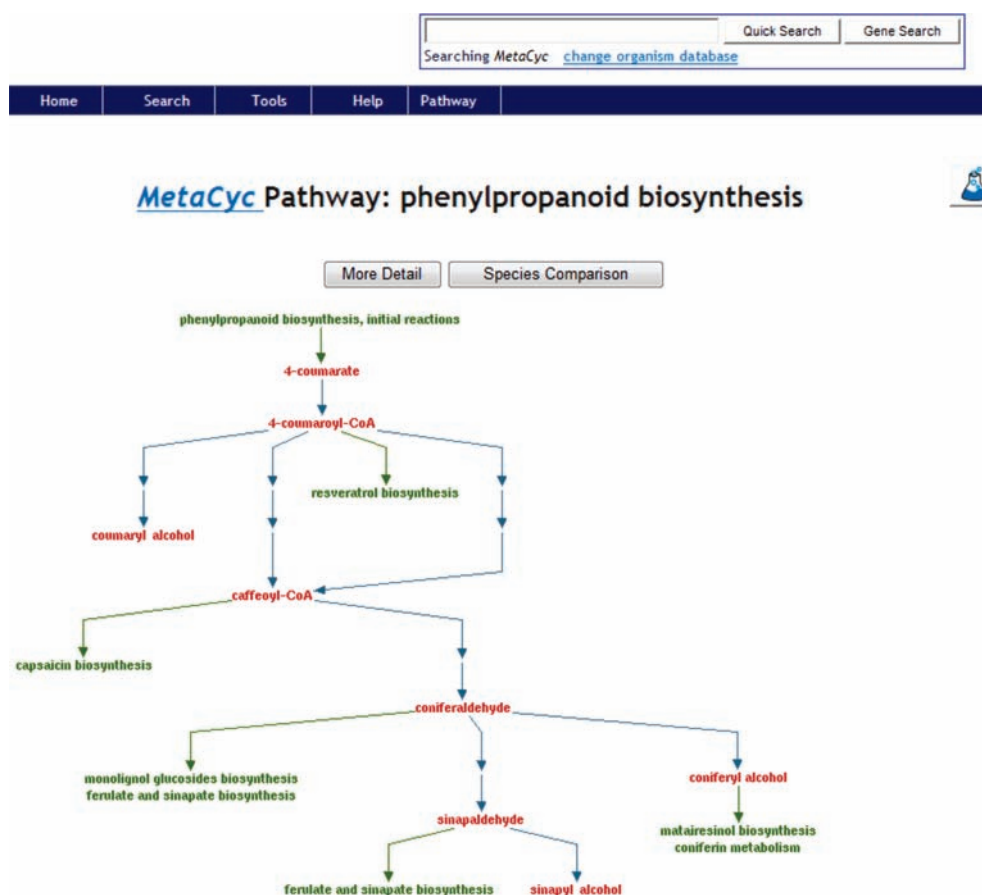 Quick Search Gene Search
Searching MetaCyc change organism database
Home Search Tools Help Pathway
MetaCyc Pathway: phenylpropanoid biosynthesis
More Detail Species Comparison
phenylpropanoid biosynthesis, initial reactions
4-coumarate
4-coumaroyl-CoA
resveratrol biosynthesis
coumaryl alcohol
caffeoyl-CoA
capsaicin biosynthesis
coniferaldehyde
monolignol glucosides biosynthesis
ferulate and sinapate biosynthesis
coniferyl alcohol
sinapaldehyde
matairesinol biosynthesis
coniferin metabolism
ferulate and sinapate biosynthesis sinapyl alcohol